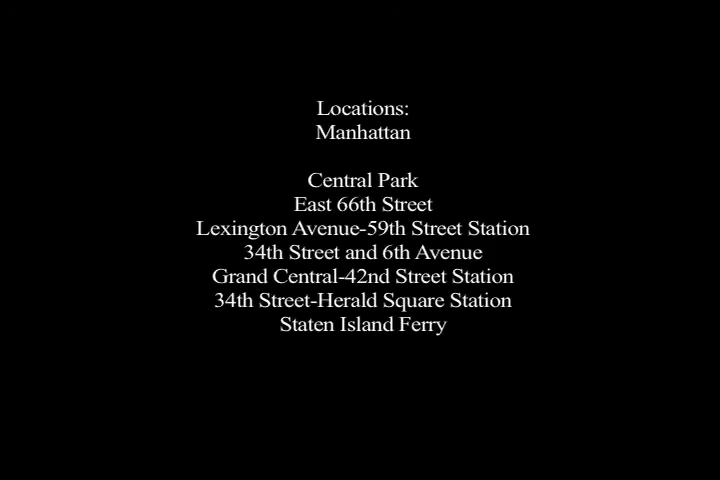 Locations:
Manhattan
Central Park
East 66th Street
Lexington Avenue-59th Street Station
34th Street and 6th Avenue
Grand Central-42nd Street Station
34th Street-Herald Square Station
Staten Island Ferry